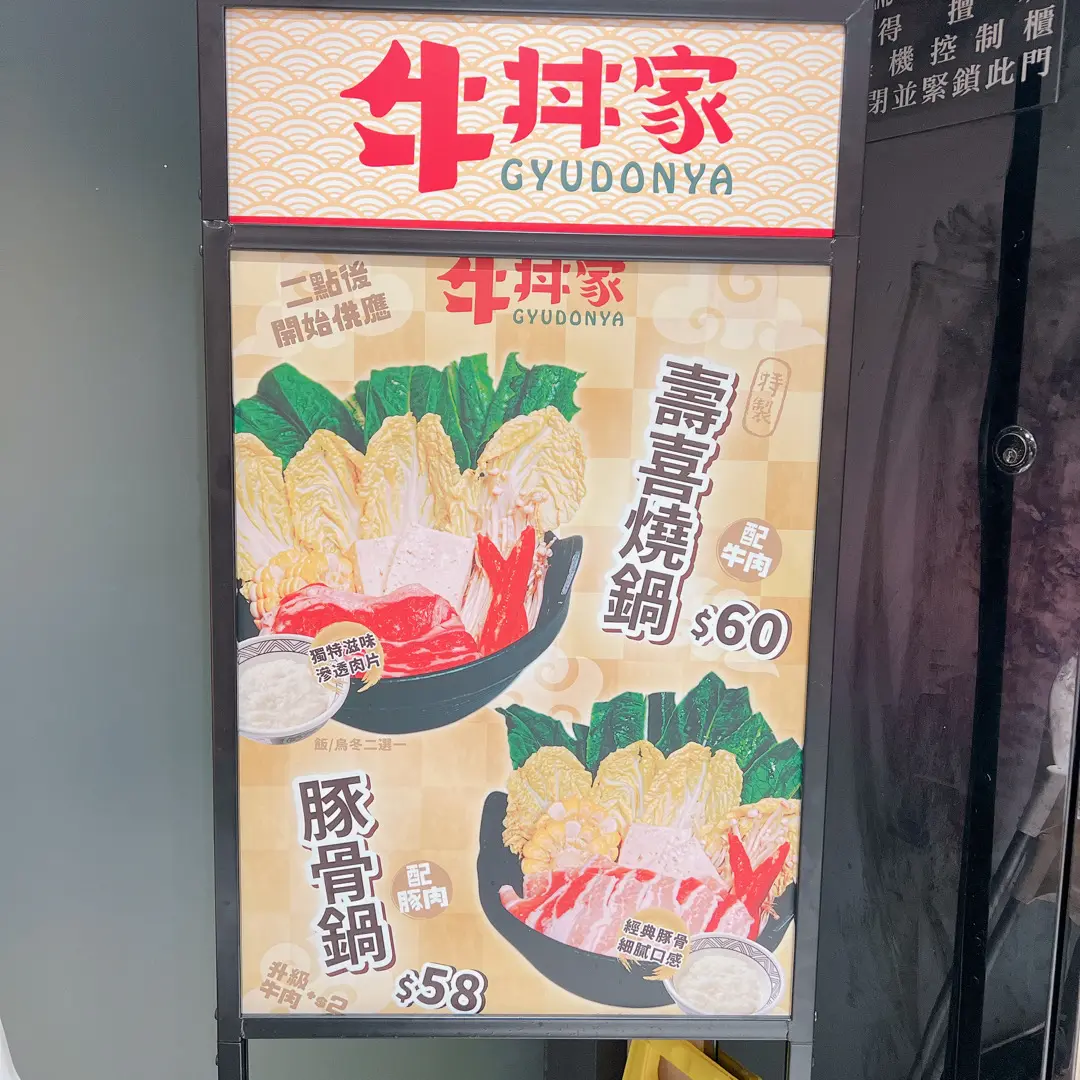 牛丼家
GYUDONYA
得 擅
機控制櫃
閉並緊鎖此門
二點後
開始供應
牛丼家
GYUDONYA
特製
壽喜燒鍋
配
牛肉
$60
獨特滋味
滲透肉片
飯/烏冬二選一
豚骨鍋
配
豚肉
$58
經典豚骨
細膩口感
升級
牛肉 +$2